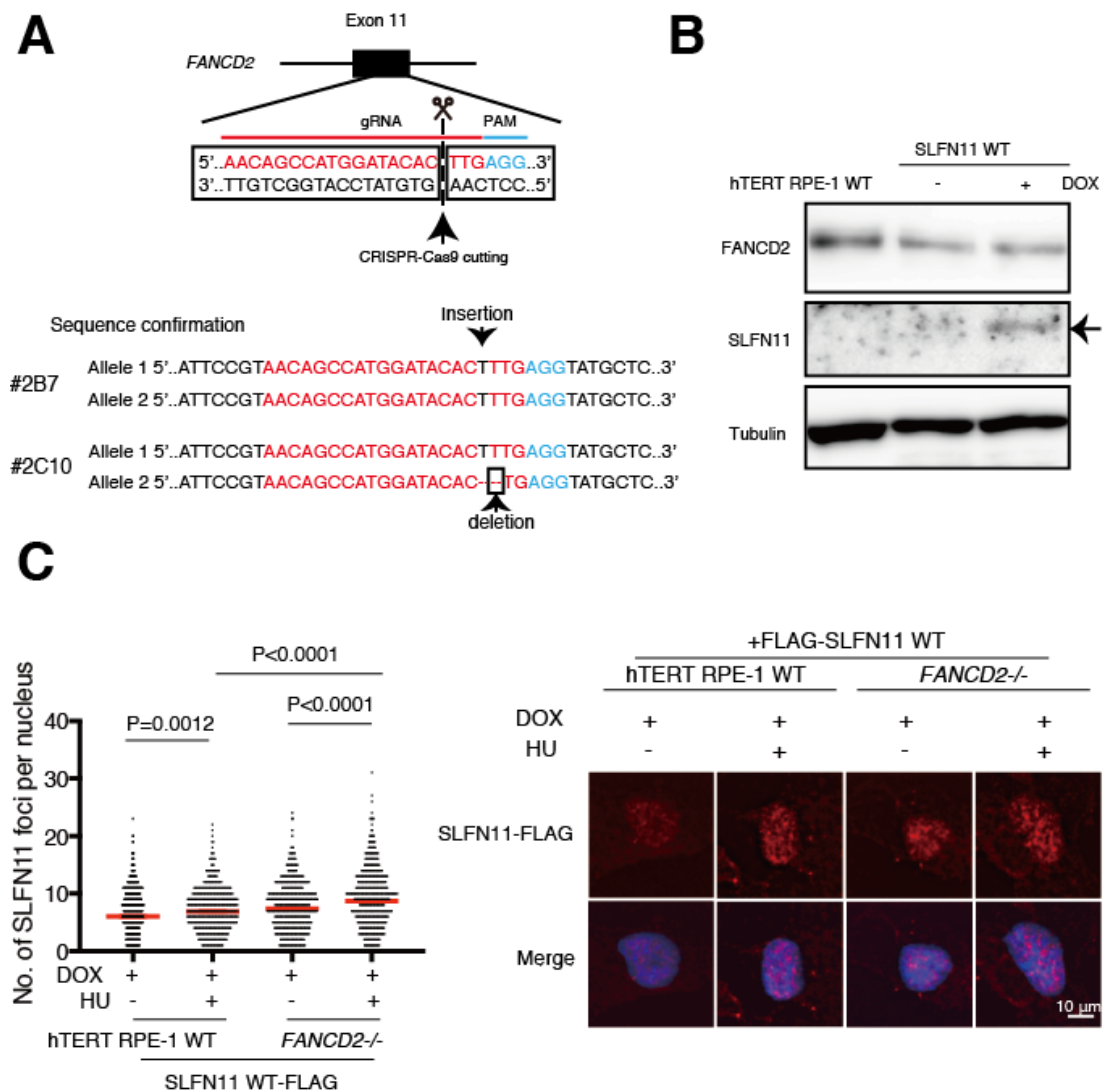 A
Exon 11
FANCD2
gRNA PAM
5’..AACAGCCATGGATACAC TTGAGG..3’
3’..TTGTCGGTACCTATGTG AACTCC..5’
CRISPR-Cas9 cutting
Insertion
Sequence confirmation
#2B7
Allele 1 5’..ATTCCGTAACAGCCATGGATACACTTTGAGGTATGCTC..3’
Allele 2 5’..ATTCCGTAACAGCCATGGATACACTTTGAGGTATGCTC..3’
#2C10
Allele 1 5’..ATTCCGTAACAGCCATGGATACACTTTGAGGTATGCTC..3’
Allele 2 5’..ATTCCGTAACAGCCATGGATACAC---TGAGGTATGCTC..3’
deletion
B
SLFN11 WT
hTERT RPE-1 WT - + DOX
FANCD2
SLFN11
Tubulin
C
P<0.0001
P=0.0012 P<0.0001
No. of SLFN11 foci per nucleus
40
30
20
10
0
DOX + + + +
HU - + - +
hTERT RPE-1 WT FANCD2-/-
SLFN11 WT-FLAG
+FLAG-SLFN11 WT
hTERT RPE-1 WT FANCD2-/-
DOX + + + +
HU - + - +
SLFN11-FLAG
Merge
10 µm